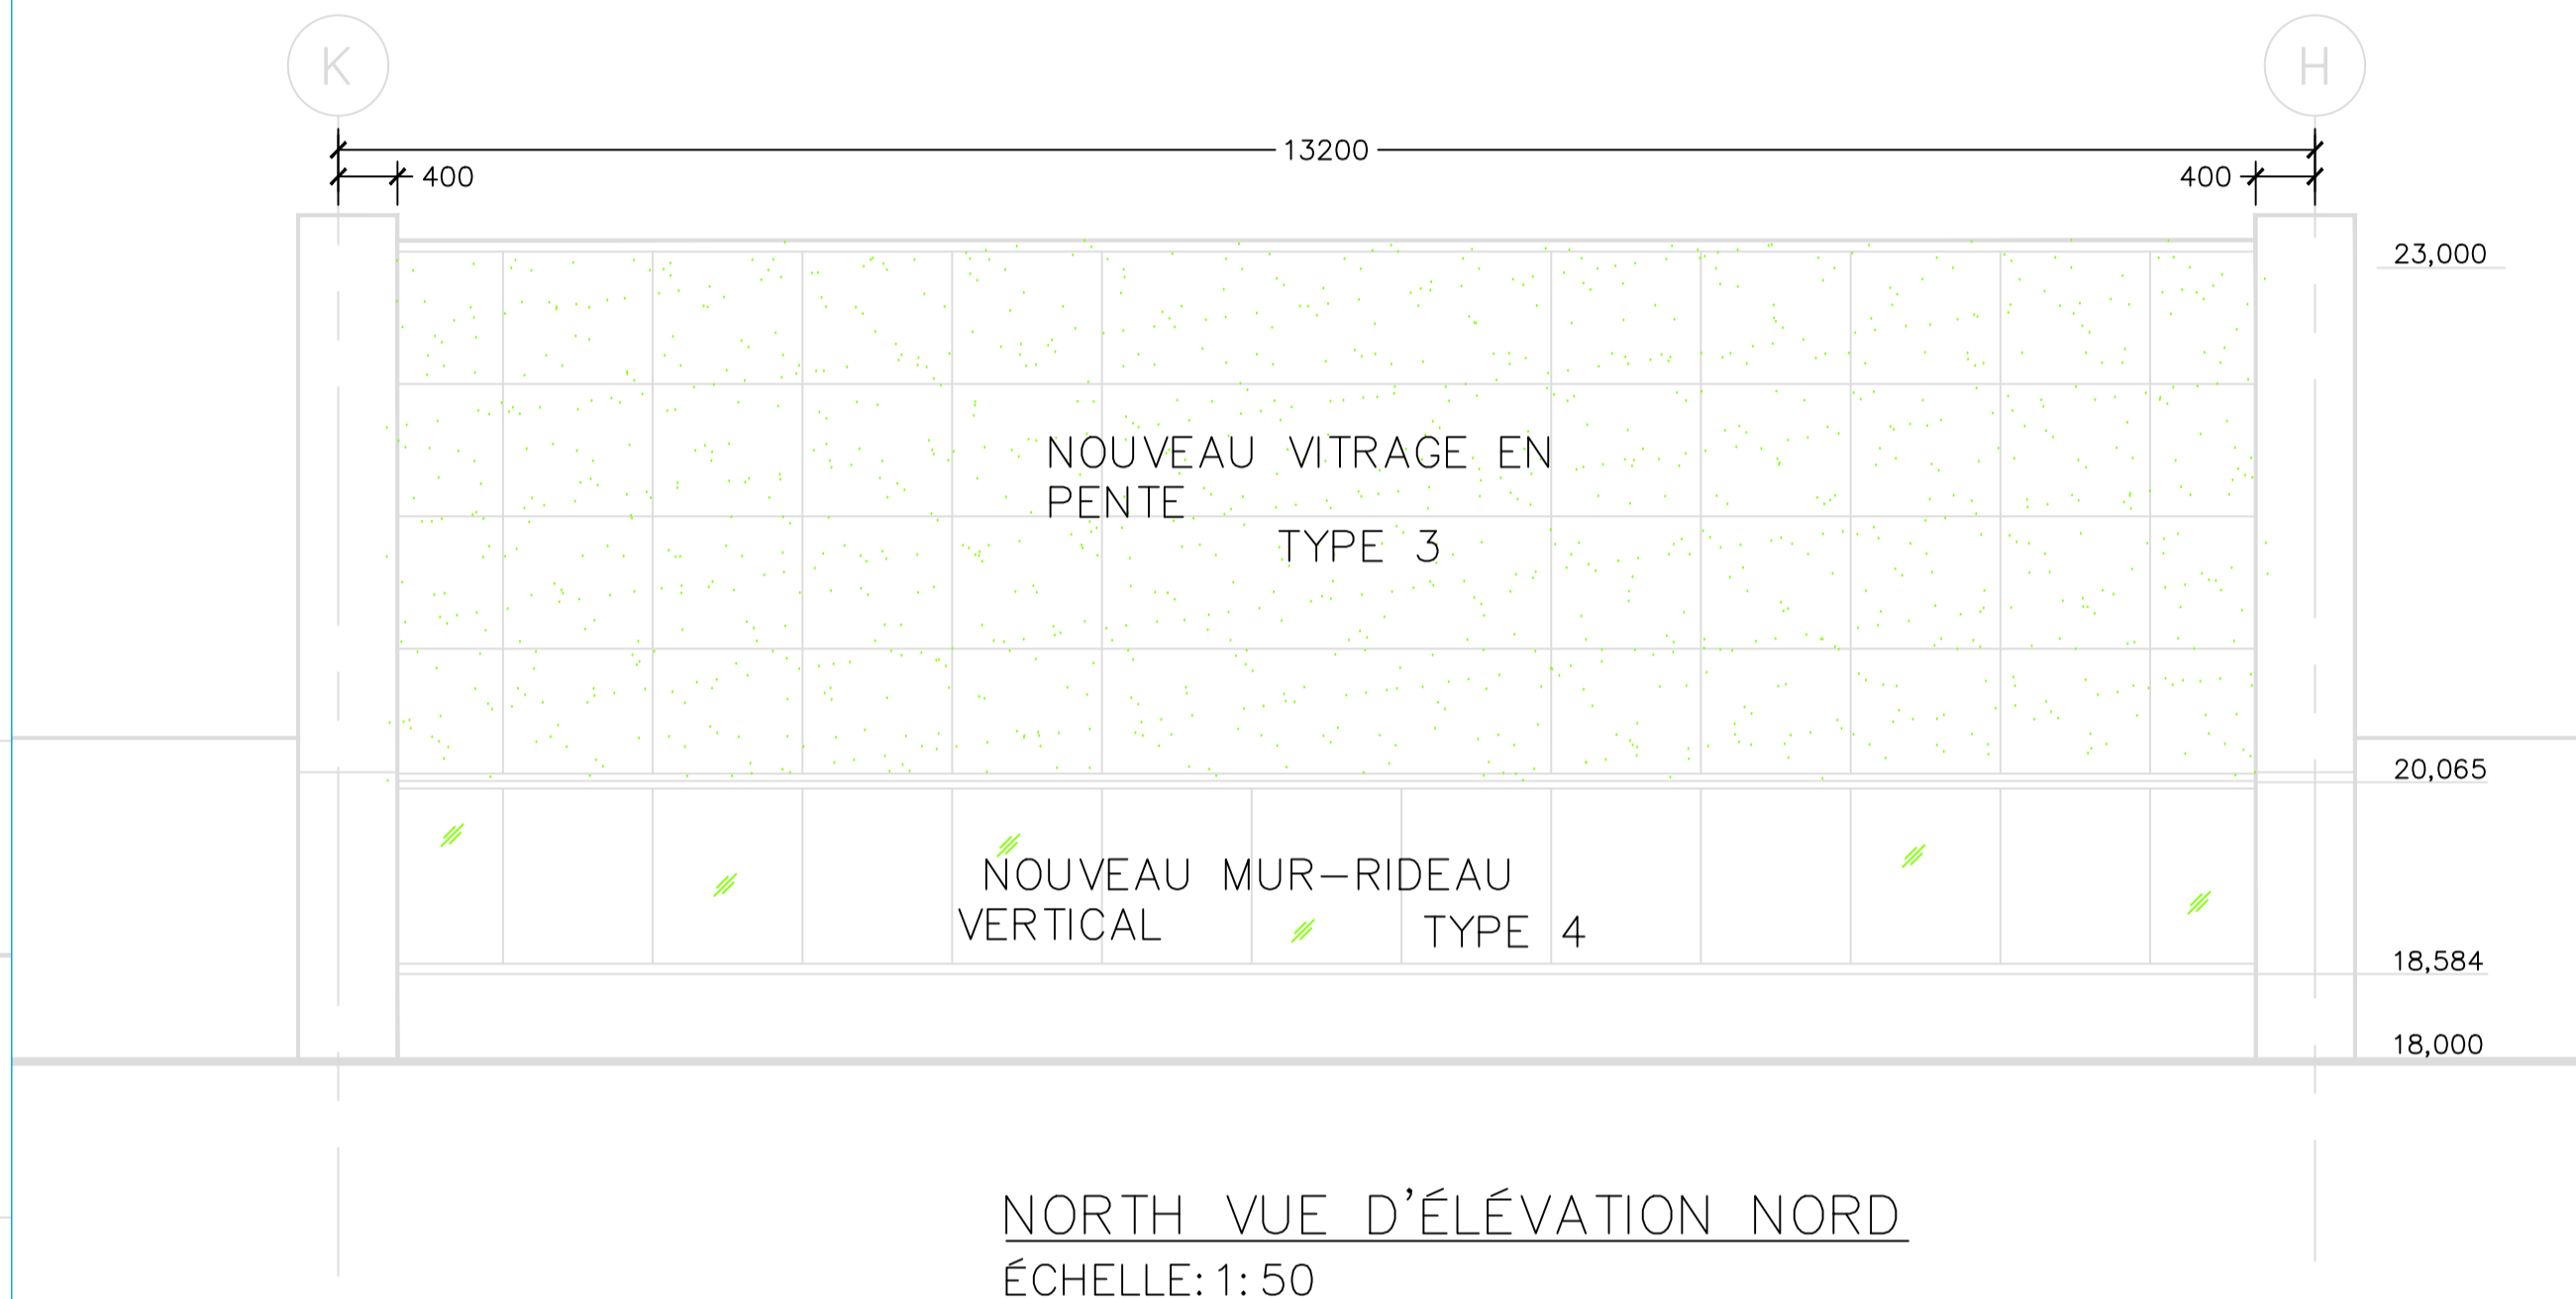 K
H
13200
400
400
23,000
NOUVEAU VITRAGE EN
PENTE
TYPE 3
20,065
NOUVEAU MUR-RIDEAU
VERTICAL
TYPE 4
18,584
18,000
NORTH VUE D'ÉLÉVATION NORD
ÉCHELLE: 1: 50